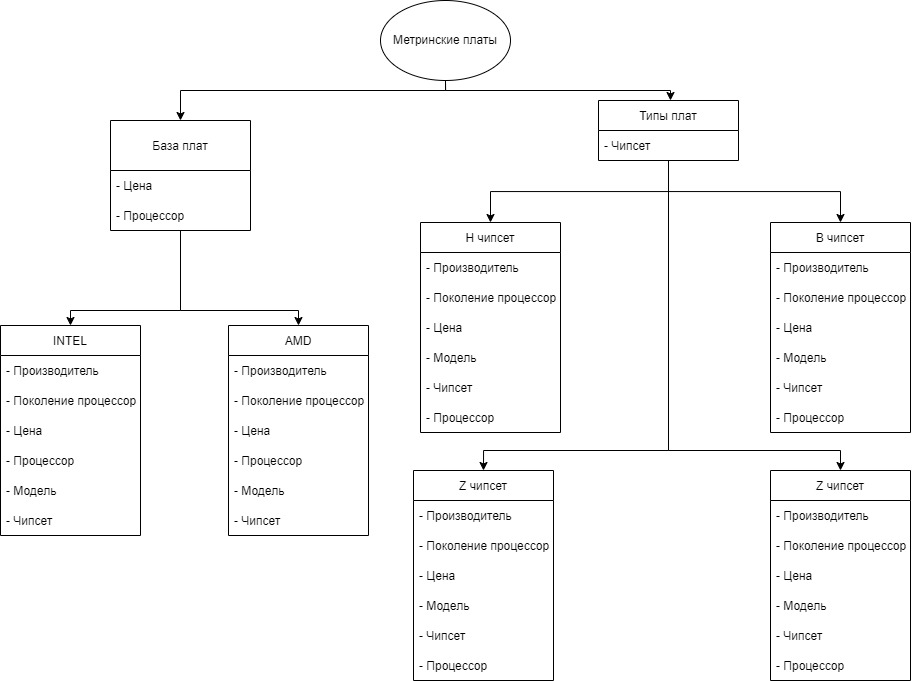 Метринские платы
База плат
- Цена
- Процессор
Типы плат
- Чипсет
INTEL
- Производитель
- Поколение процессор
- Цена
- Процессор
- Модель
- Чипсет
AMD
- Производитель
- Поколение процессор
- Цена
- Процессор
- Модель
- Чипсет
H чипсет
- Производитель
- Поколение процессор
- Цена
- Модель
- Чипсет
- Процессор
B чипсет
- Производитель
- Поколение процессор
- Цена
- Модель
- Чипсет
- Процессор
Z чипсет
- Производитель
- Поколение процессор
- Цена
- Модель
- Чипсет
- Процессор
Z чипсет
- Производитель
- Поколение процессор
- Цена
- Модель
- Чипсет
- Процессор